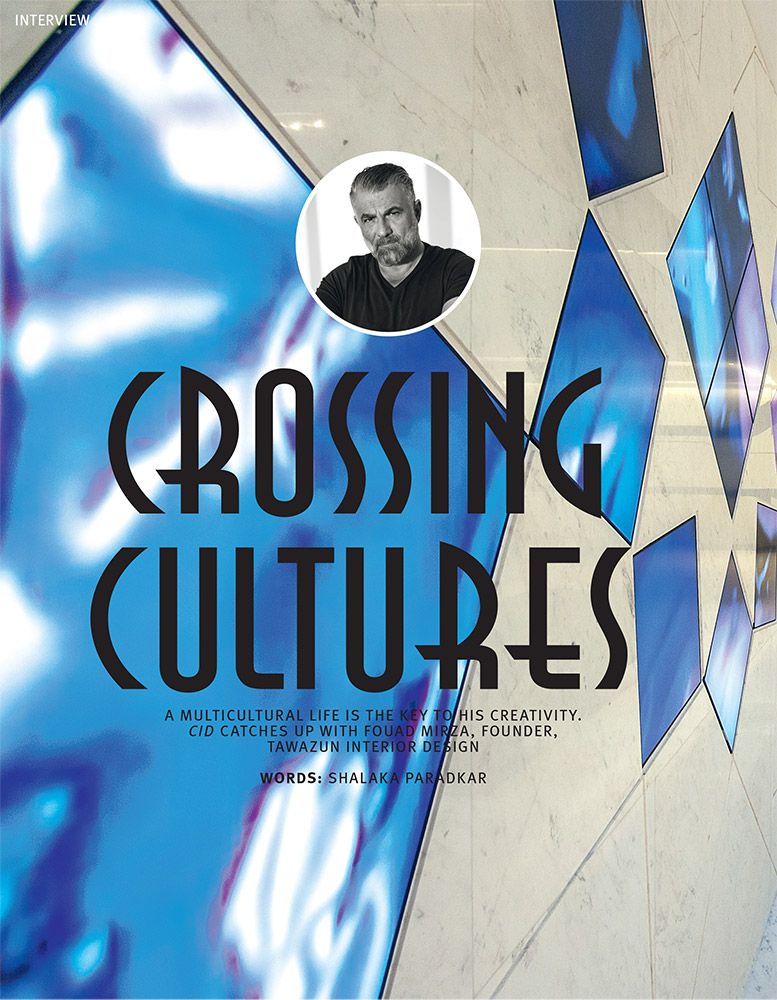 INTERVIEW
CROSSING
CULTURES
A MULTICULTURAL LIFE IS THE KEY TO HIS CREATIVITY.
CID CATCHES UP WITH FOUAD MIRZA, FOUNDER,
TAWAZUN INTERIOR DESIGN
WORDS: SHALAKA PARADKAR